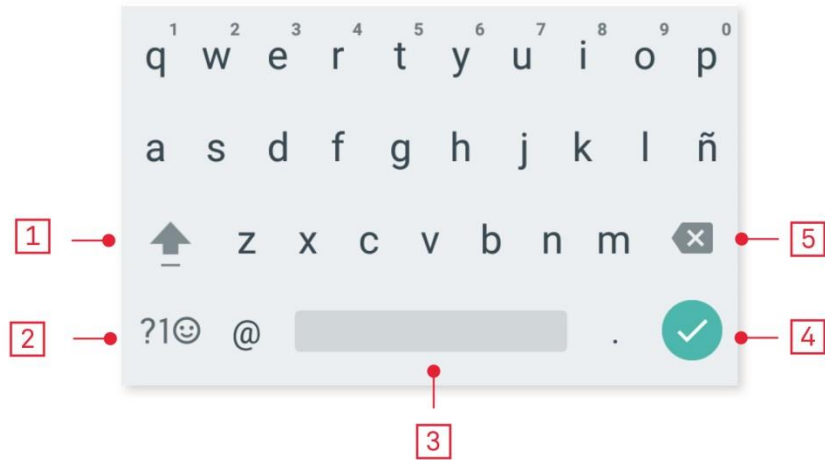 1 2 3 4 5 6 7 8 9 0
q w e r t y u i o p
a s d f g h j k l ñ
1 z x c v b n m 5
2 ?1☺ @ . 4
3